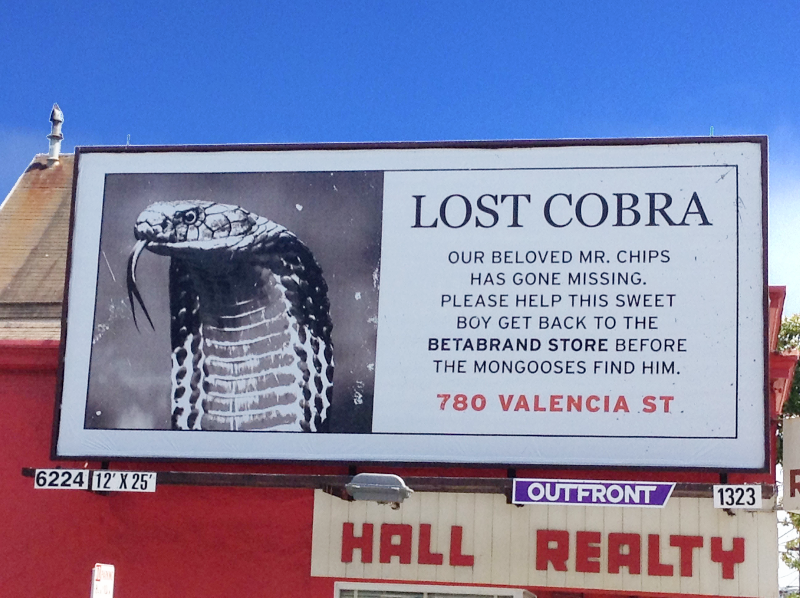 LOST COBRA
OUR BELOVED MR. CHIPS
HAS GONE MISSING.
PLEASE HELP THIS SWEET
BOY GET BACK TO THE
BETABRAND STORE BEFORE
THE MONGOOSES FIND HIM.
780 VALENCIA ST
6224 12' X 25'
OUTFRONT
1323
HALL REALTY